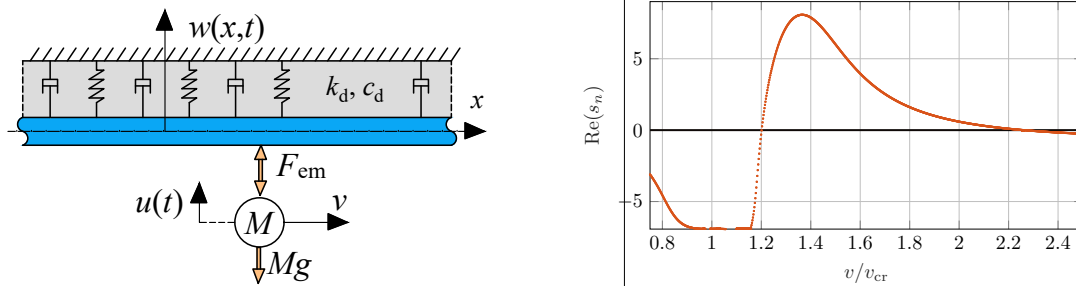 w(x,t)
k_d, c_d
x
F_em
u(t)
M
v
Mg
Re(s_n)
5
0
−5
0.8 1 1.2 1.4 1.6 1.8 2 2.2 2.4
v/v_cr